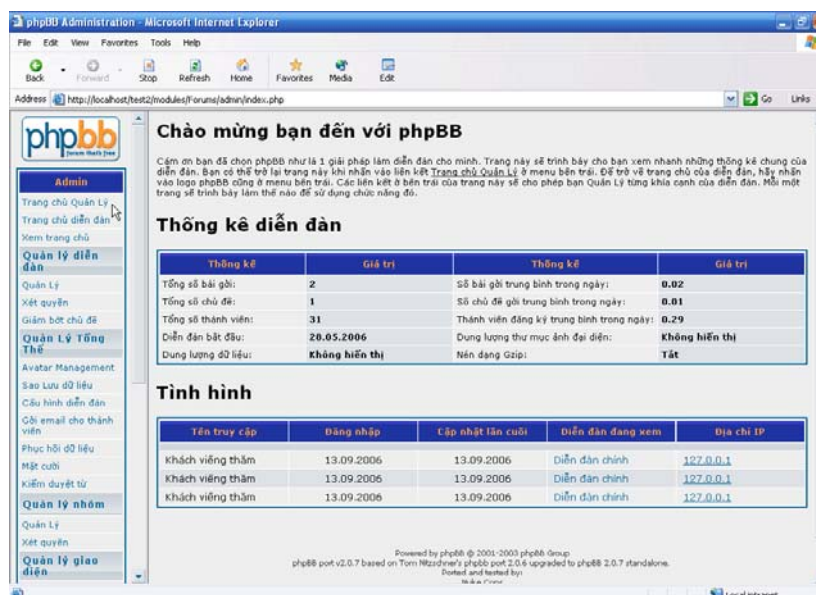 phpBB Administration - Microsoft Internet Explorer
File Edit View Favorites Tools Help
Back Forward Stop Refresh Home Favorites Media Edit
Address http://localhost/test2/modules/Forums/admin/index.php Go Links
phpbb
Admin
Trang chủ Quản Lý
Trang chủ diễn đàn
Xem trang chủ
Quản lý diễn
đàn
Quản Lý
Xét quyền
Giảm bớt chủ đề
Quản Lý Tổng
Thể
Avatar Management
Sao Lưu dữ liệu
Cấu hình diễn đàn
Gởi email cho thành
viên
Phục hồi dữ liệu
Mặt cười
Kiểm duyệt từ
Quản lý nhóm
Quản Lý
Xét quyền
Quản lý giao
diện
Chào mừng bạn đến với phpBB
Cám ơn bạn đã chọn phpBB như là 1 giải pháp làm diễn đàn cho mình. Trang này sẽ trình bày cho bạn xem nhanh những thống kê chung của
diễn đàn. Bạn có thể trở lại trang này khi nhấn vào liên kết Trang chủ Quản Lý ở menu bên trái. Để trở về trang chủ của diễn đàn, hãy nhấn
vào logo phpBB cũng ở menu bên trái. Các liên kết ở bên trái của trang này sẽ cho phép bạn Quản Lý từng khía cạnh của diễn đàn. Mỗi một
trang sẽ trình bày làm thế nào để sử dụng chức năng đó.
Thống kê diễn đàn
Thống kê Giá trị Thống kê Giá trị
Tổng số bài gởi: 2 Số bài gởi trung bình trong ngày: 0.02
Tổng số chủ đề: 1 Số chủ đề gởi trung bình trong ngày: 0.01
Tổng số thành viên: 31 Thành viên đăng ký trung bình trong ngày: 0.29
Diễn đàn bắt đầu: 20.05.2006 Dung lượng thư mục ảnh đại diện: Không hiển thị
Dung lượng dữ liệu: Không hiển thị Nén dạng Gzip: Tắt
Tình hình
Tên truy cập Đăng nhập Cập nhật lần cuối Diễn đàn đang xem Địa chỉ IP
Khách viếng thăm 13.09.2006 13.09.2006 Diễn đàn chính 127.0.0.1
Khách viếng thăm 13.09.2006 13.09.2006 Diễn đàn chính 127.0.0.1
Khách viếng thăm 13.09.2006 13.09.2006 Diễn đàn chính 127.0.0.1
Powered by phpBB © 2001-2003 phpBB Group
phpBB port v2.0.7 based on Tom Nitzschner's phpbb port 2.0.6 upgraded to phpBB 2.0.7 standalone.
Ported and tested by:
Local intranet